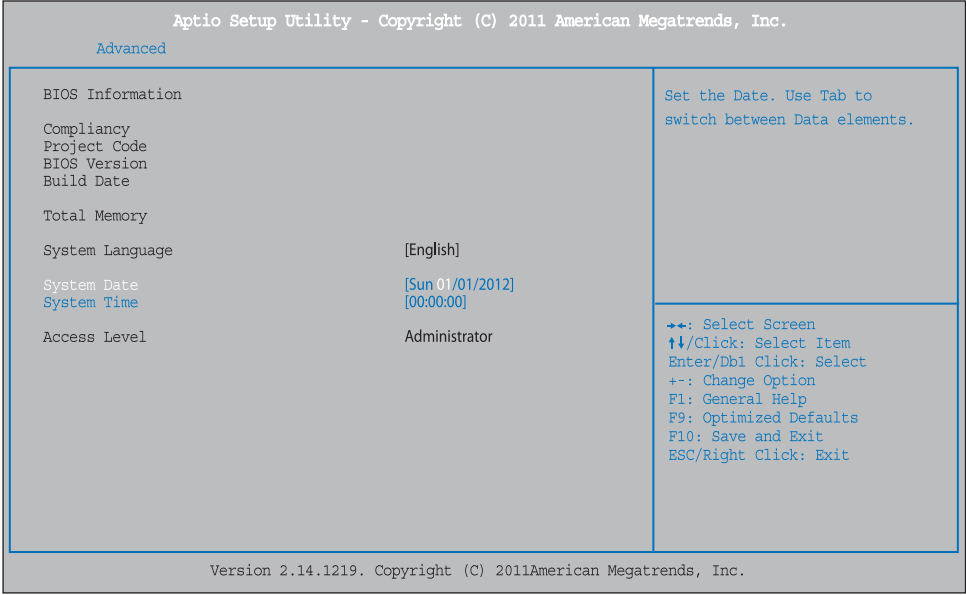 Aptio Setup Utility - Copyright (C) 2011 American Megatrends, Inc.
Advanced
BIOS Information
Compliancy
Project Code
BIOS Version
Build Date
Total Memory
System Language [English]
System Date [Sun 01/01/2012]
System Time [00:00:00]
Access Level Administrator
Set the Date. Use Tab to
switch between Data elements.
→←: Select Screen
↑↓/Click: Select Item
Enter/Db1 Click: Select
+-: Change Option
F1: General Help
F9: Optimized Defaults
F10: Save and Exit
ESC/Right Click: Exit
Version 2.14.1219. Copyright (C) 2011American Megatrends, Inc.